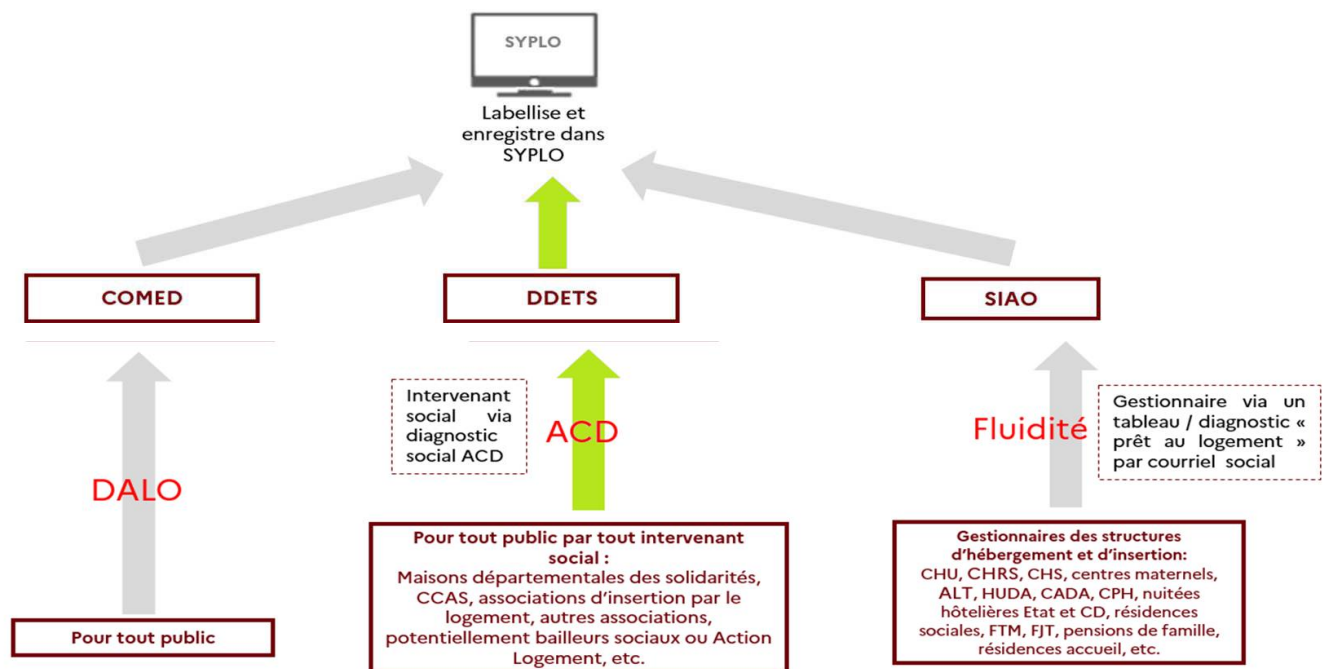 SYPLO
Labellise et
enregistre dans
SYPLO
COMED
DDETS
SIAO
DALO
Intervenant
social via
diagnostic
social ACD
ACD
Fluidité
Gestionnaire via un
tableau / diagnostic «
prêt au logement »
par courriel social
Pour tout public
Pour tout public par tout intervenant
social :
Maisons départementales des solidarités,
CCAS, associations d'insertion par le
logement, autres associations,
potentiellement bailleurs sociaux ou Action
Logement, etc.
Gestionnaires des structures
d'hébergement et d'insertion:
CHU, CHRS, CHS, centres maternels,
ALT, HUDA, CADA, CPH, nuitées
hôtelières Etat et CD, résidences
sociales, FTM, FJT, pensions de famille,
résidences accueil, etc.